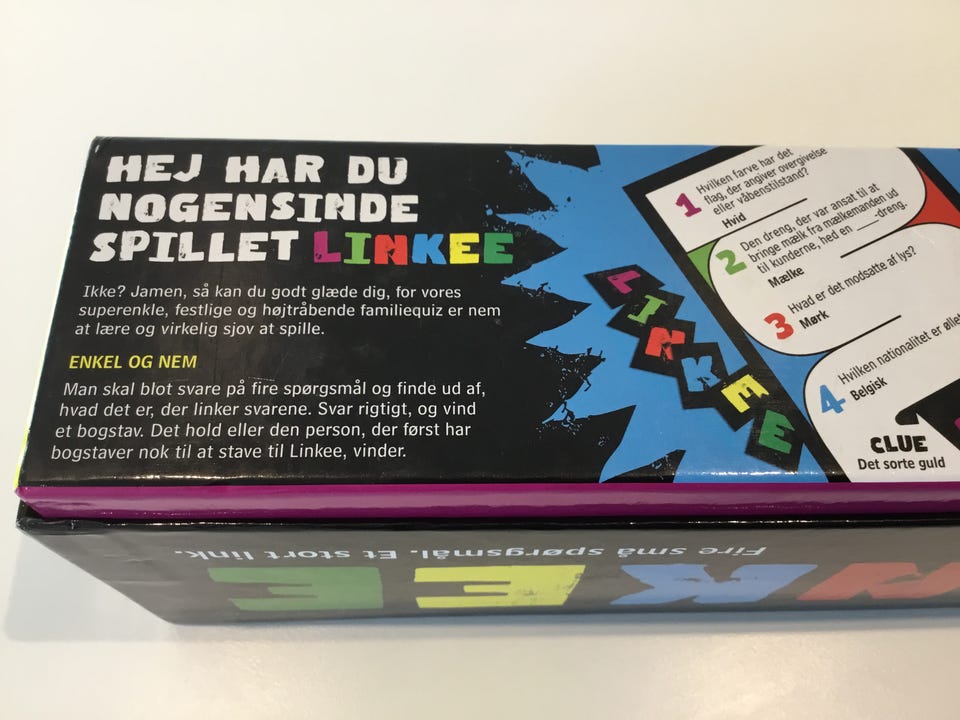 HEJ HAR DU
NOGENSINDE
SPILLET LINKEE
Ikke? Jamen, så kan du godt glæde dig, for vores
superenkle, festlige og højtråbende familiequiz er nem
at lære og virkelig sjov at spille.
ENKEL OG NEM
Man skal blot svare på fire spørgsmål og finde ud af,
hvad det er, der linker svarene. Svar rigtigt, og vind
et bogstav. Det hold eller den person, der først har
bogstaver nok til at stave til Linkee, vinder.
LINKEE
1 Hvilken farve har det
flag, der angiver overgivelse
eller våbenstilstand?
Hvid
2 Den dreng, der var ansat til at
bringe mælk fra mælkemanden ud
til kunderne, hed en ____-dreng.
Mælke
3 Hvad er det modsatte af lys?
Mørk
4 Hvilken nationalitet er øllet
Belgisk
CLUE
Det sorte guld
Fire små spørgsmål. Et stort link.
NKEE